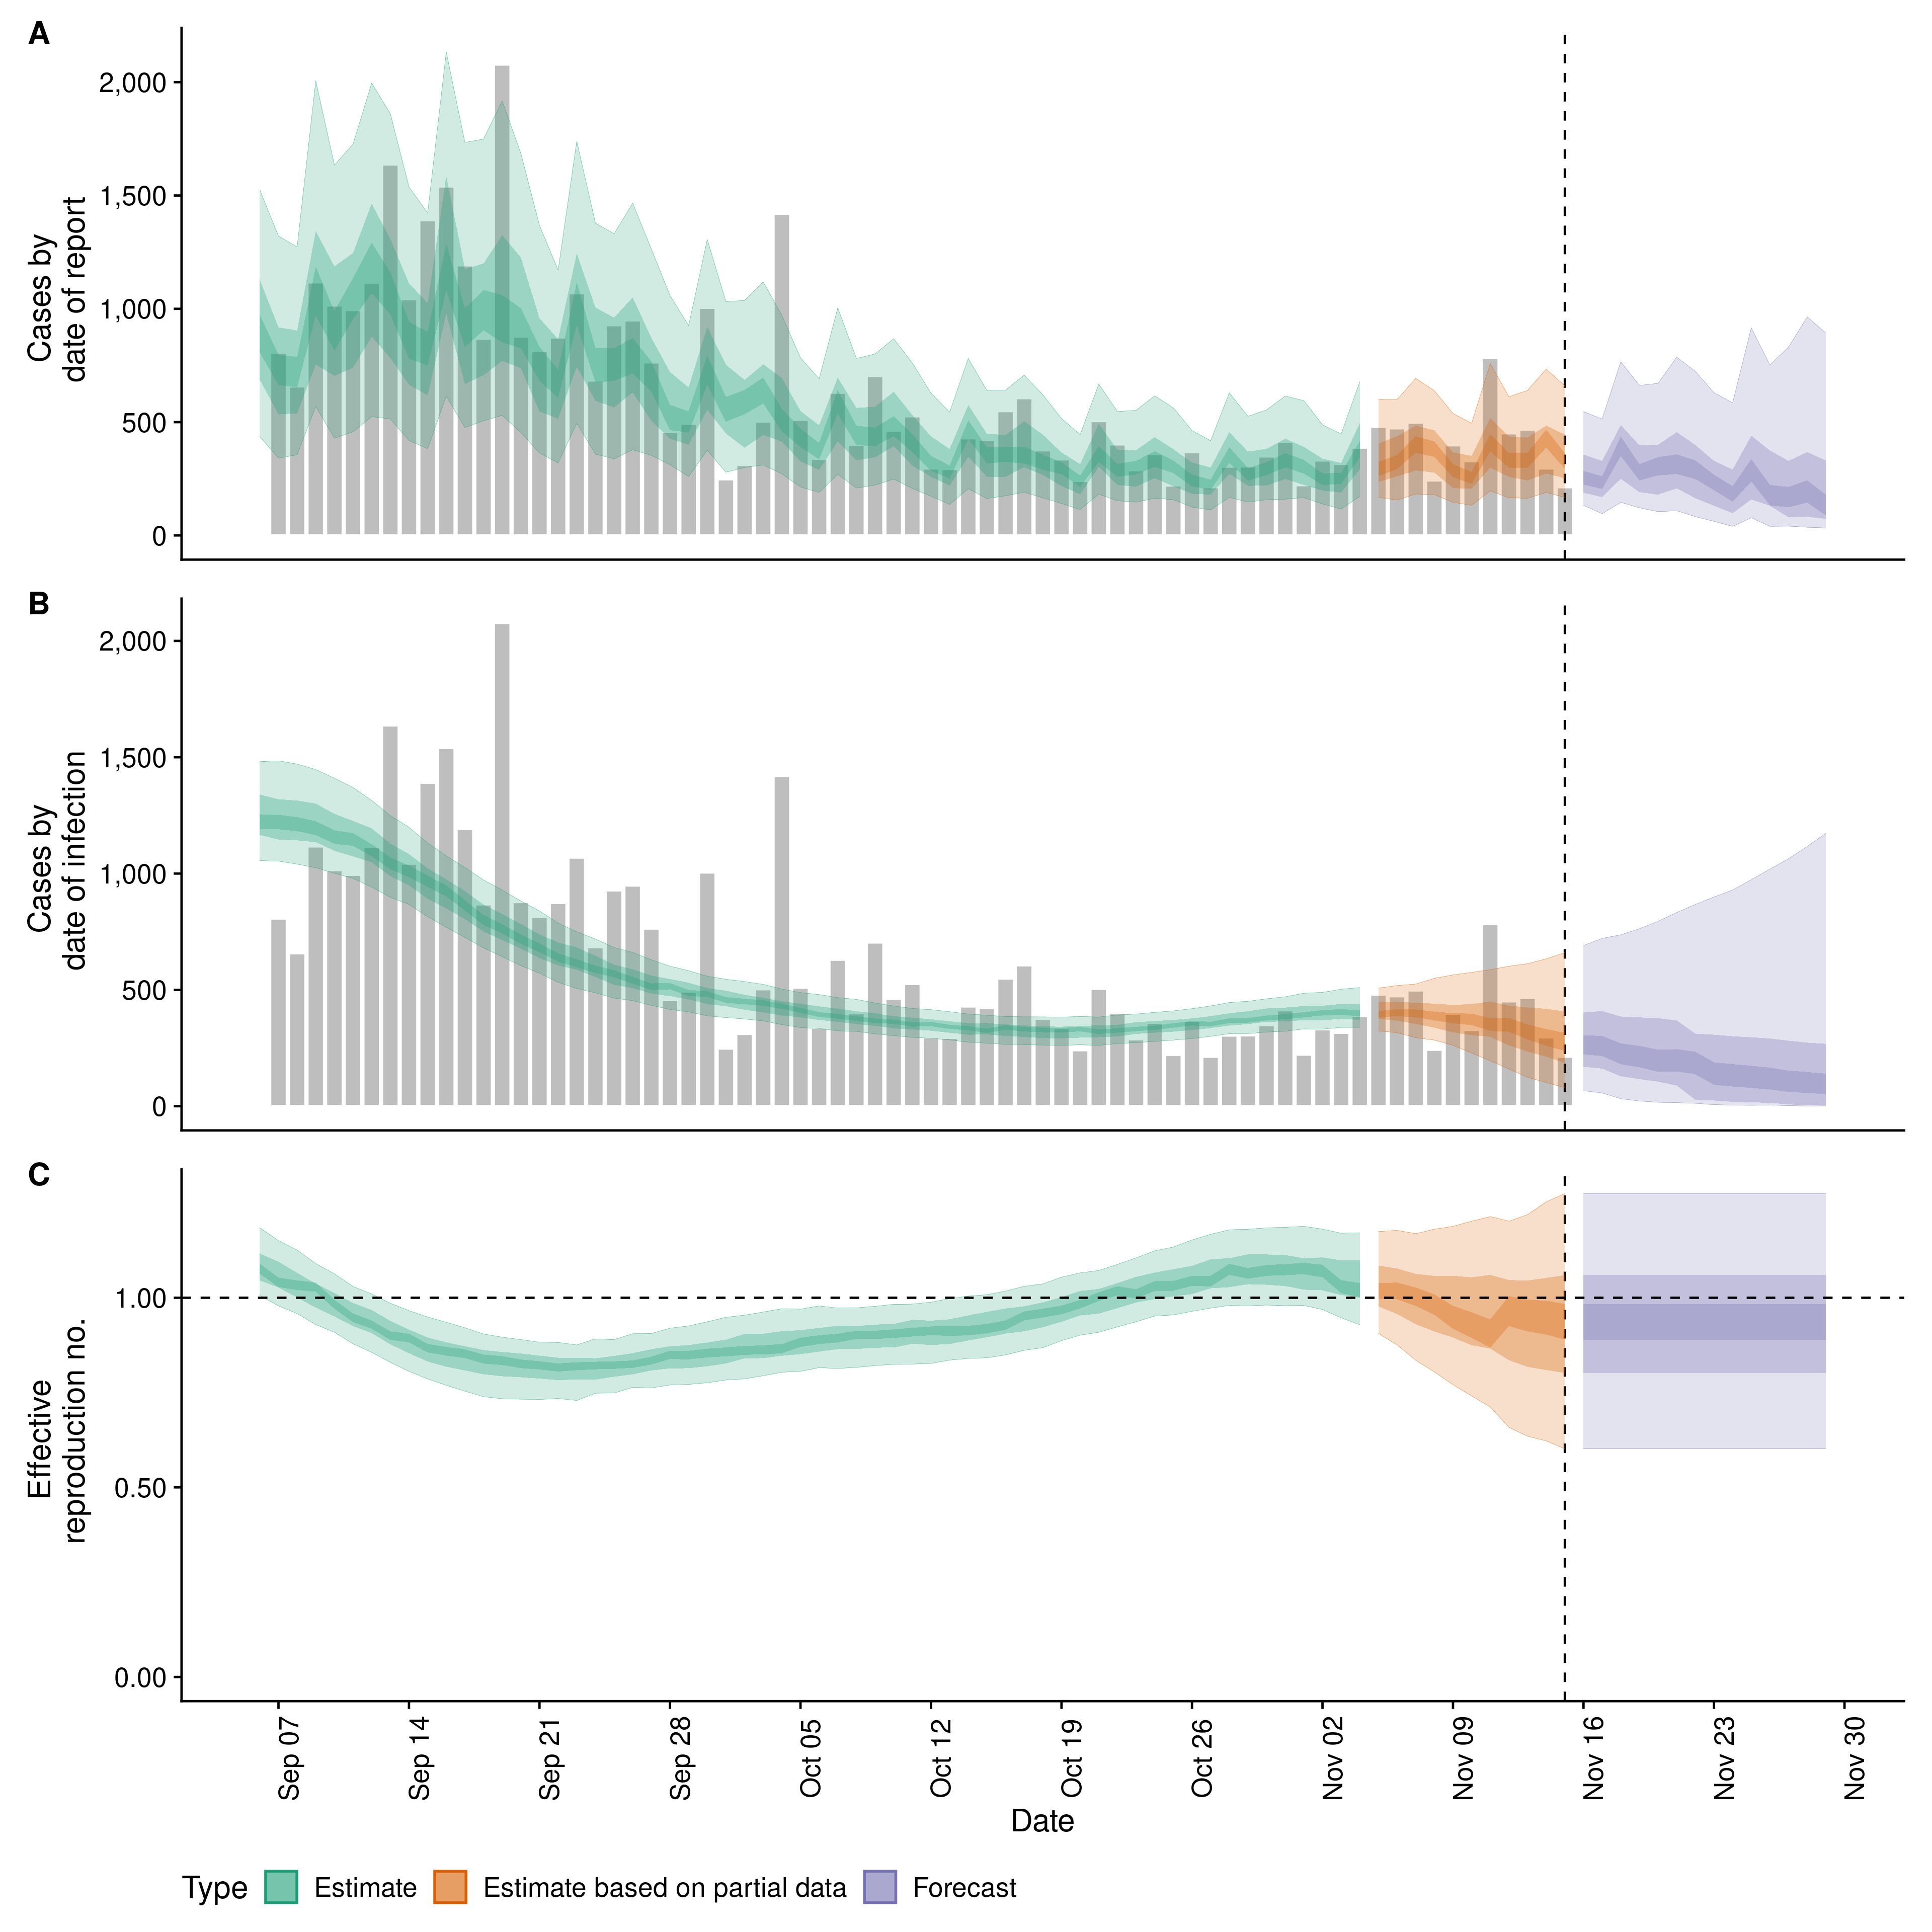 A
Cases by
date of report
2,000
1,500
1,000
500
0
B
Cases by
date of infection
2,000
1,500
1,000
500
0
C
Effective
reproduction no.
1.00
0.50
0.00
Sep 07
Sep 14
Sep 21
Sep 28
Oct 05
Oct 12
Oct 19
Oct 26
Nov 02
Nov 09
Nov 16
Nov 23
Nov 30
Date
Type Estimate Estimate based on partial data Forecast